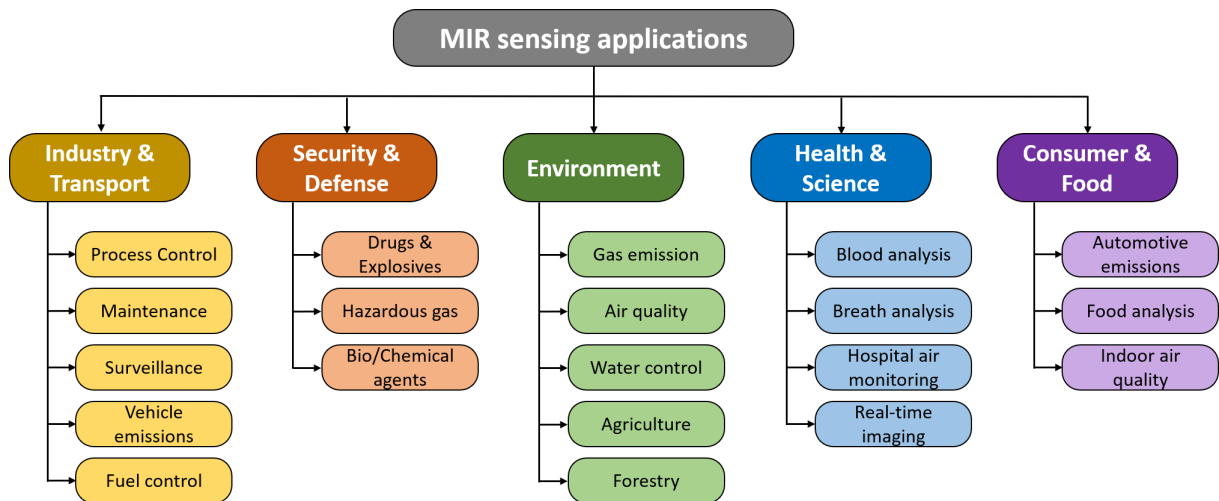 MIR sensing applications
Industry &
Transport
Process Control
Maintenance
Surveillance
Vehicle
emissions
Fuel control
Security &
Defense
Drugs &
Explosives
Hazardous gas
Bio/Chemical
agents
Environment
Gas emission
Air quality
Water control
Agriculture
Forestry
Health &
Science
Blood analysis
Breath analysis
Hospital air
monitoring
Real-time
imaging
Consumer &
Food
Automotive
emissions
Food analysis
Indoor air
quality